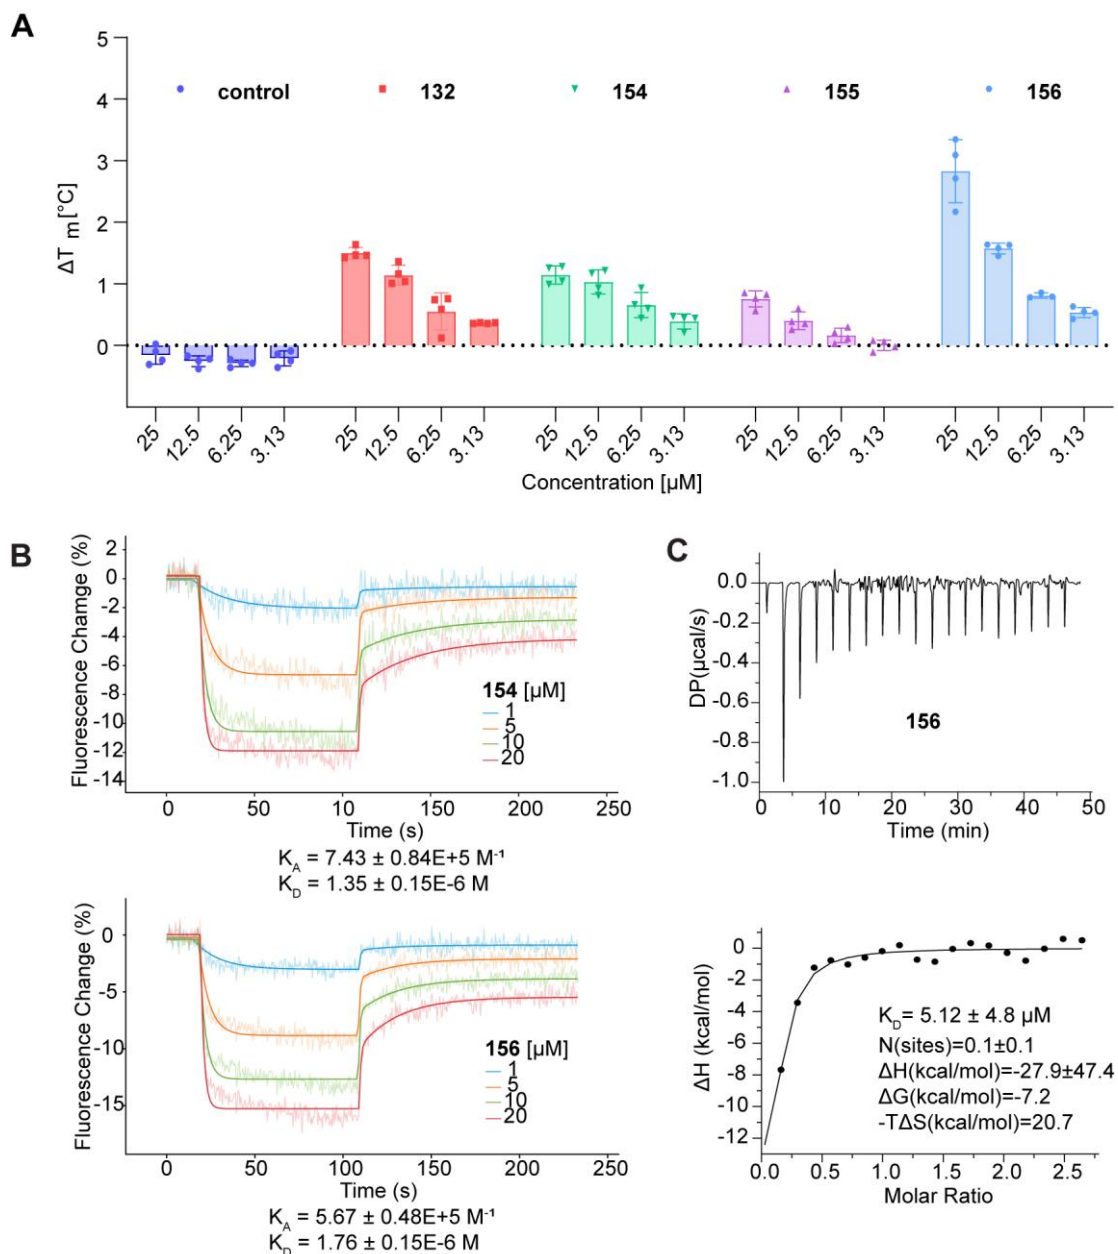 A
5
4
3
2
1
0
ΔT m [°C]
control 132 154 155 156
25 12.5 6.25 3.13 25 12.5 6.25 3.13 25 12.5 6.25 3.13 25 12.5 6.25 3.13 25 12.5 6.25 3.13
Concentration [µM]
B
Fluorescence Change (%)
2
0
-2
-4
-6
-8
-10
-12
-14
154 [µM]
1
5
10
20
0 50 10 150 200 250
Time (s)
K_A = 7.43 ± 0.84E+5 M⁻¹
K_D = 1.35 ± 0.15E-6 M
Fluorescence Change (%)
0
-5
-10
-15
156 [µM]
1
5
10
20
0 50 100 150 200 250
Time (s)
K_A = 5.67 ± 0.48E+5 M⁻¹
K_D = 1.76 ± 0.15E-6 M
C
DP(µcal/s)
0.0
-0.2
-0.4
-0.6
-0.8
-1.0
156
0 10 20 30 40 50
Time (min)
ΔH (kcal/mol)
0
-2
-4
-6
-8
-10
-12
K_D= 5.12 ± 4.8 µM
N(sites)=0.1±0.1
ΔH(kcal/mol)=-27.9±47.4
ΔG(kcal/mol)=-7.2
-TΔS(kcal/mol)=20.7
0.0 0.5 1.0 1.5 2.0 2.5
Molar Ratio